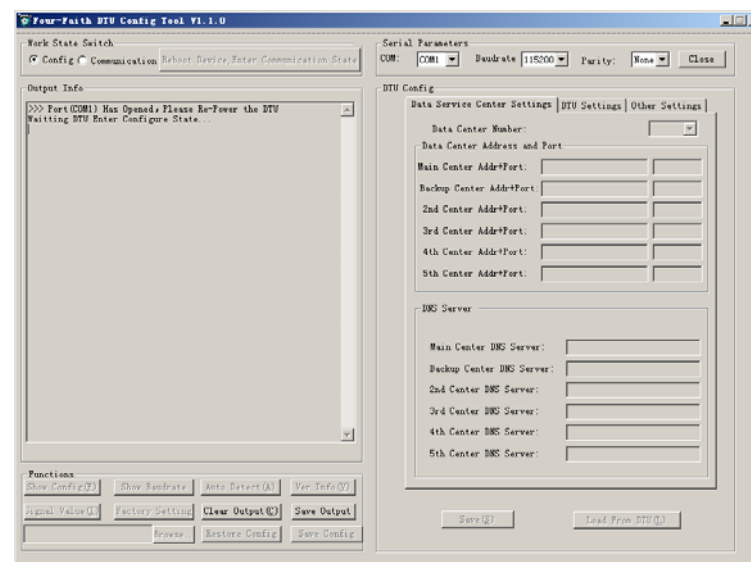 Four-Faith DTU Config Tool V1.1.0
Work State Switch
Config Communication Reboot Device,Enter Communication State
Output Info
>>> Port(COM1) Has Opened, Please Re-Power the DTU
Waitting DTU Enter Configure State...
Functions
Show Config(P) Show Baudrate Auto Detect(A) Ver Info(V)
Signal Value(I) Factory Setting Clear Output(C) Save Output
Browse... Restore Config Save Config
Serial Parameters
COM: COM1 Baudrate 115200 Parity: None Close
DTU Config
Data Service Center Settings DTU Settings Other Settings
Data Center Number:
Data Center Address and Port
Main Center Addr+Port:
Backup Center Addr+Port:
2nd Center Addr+Port:
3rd Center Addr+Port:
4th Center Addr+Port:
5th Center Addr+Port:
DNS Server
Main Center DNS Server:
Backup Center DNS Server:
2nd Center DNS Server:
3rd Center DNS Server:
4th Center DNS Server:
5th Center DNS Server:
Save(S) Load From DTU(L)